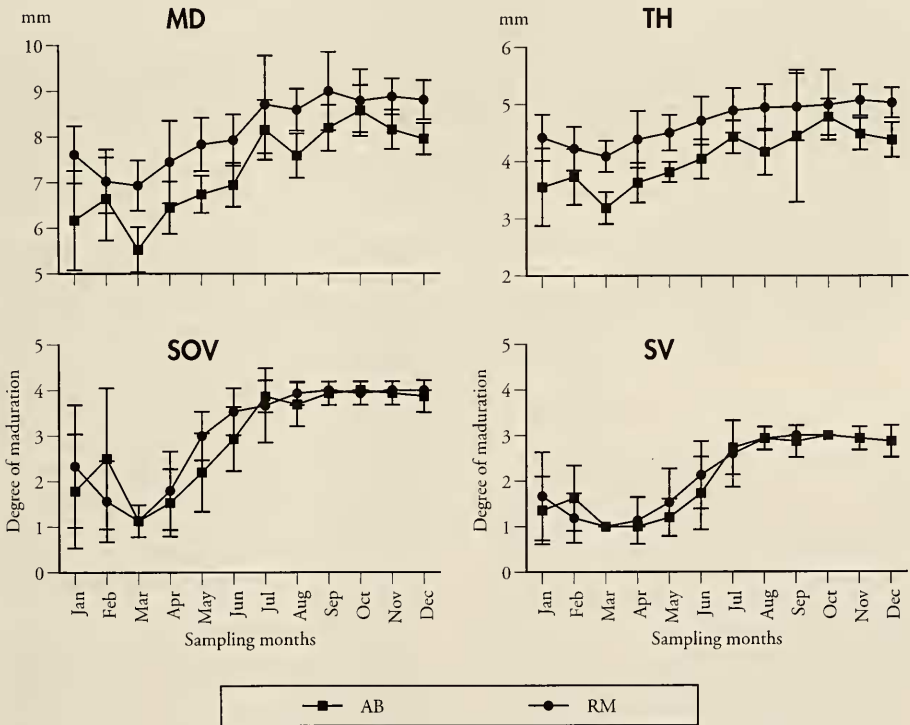 mm
MD
10
9
8
7
6
5
mm
TH
6
5
4
3
2
SOV
Degree of maduration
5
4
3
2
1
0
Jan
Feb
Mar
Apr
May
Jun
Jul
Aug
Sep
Oct
Nov
Dec
Sampling months
SV
Degree of maduration
5
4
3
2
1
0
Jan
Feb
Mar
Apr
May
Jun
Jul
Aug
Sep
Oct
Nov
Dec
Sampling months
AB RM